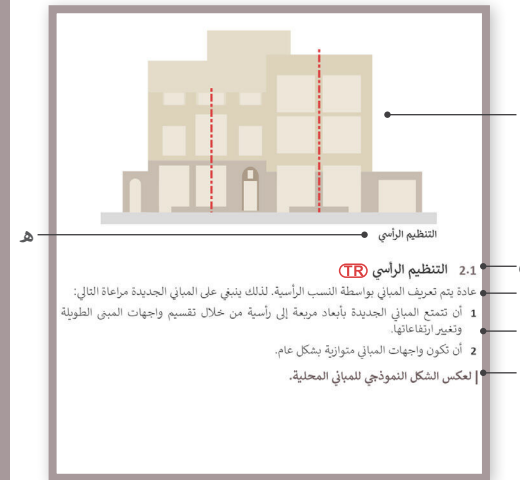 التنظيم الرأسي
هـ
2.1 التنظيم الرأسي TR
عادة يتم تعريف المباني بواسطة النسب الرأسية. لذلك ينبغي على المباني الجديدة مراعاة التالي:
1 أن تتمتع المباني الجديدة بأبعاد مربعة إلى رأسية من خلال تقسيم واجهات المبنى الطويلة
وتغيير ارتفاعاتها.
2 أن تكون واجهات المباني متوازية بشكل عام.
لعكس الشكل النموذجي للمباني المحلية.